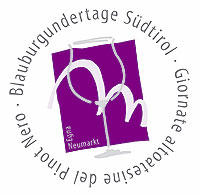 Blauburgundertage Südtirol · Giornate altoatesine del Pinot Nero ·
Egna
Neumarkt